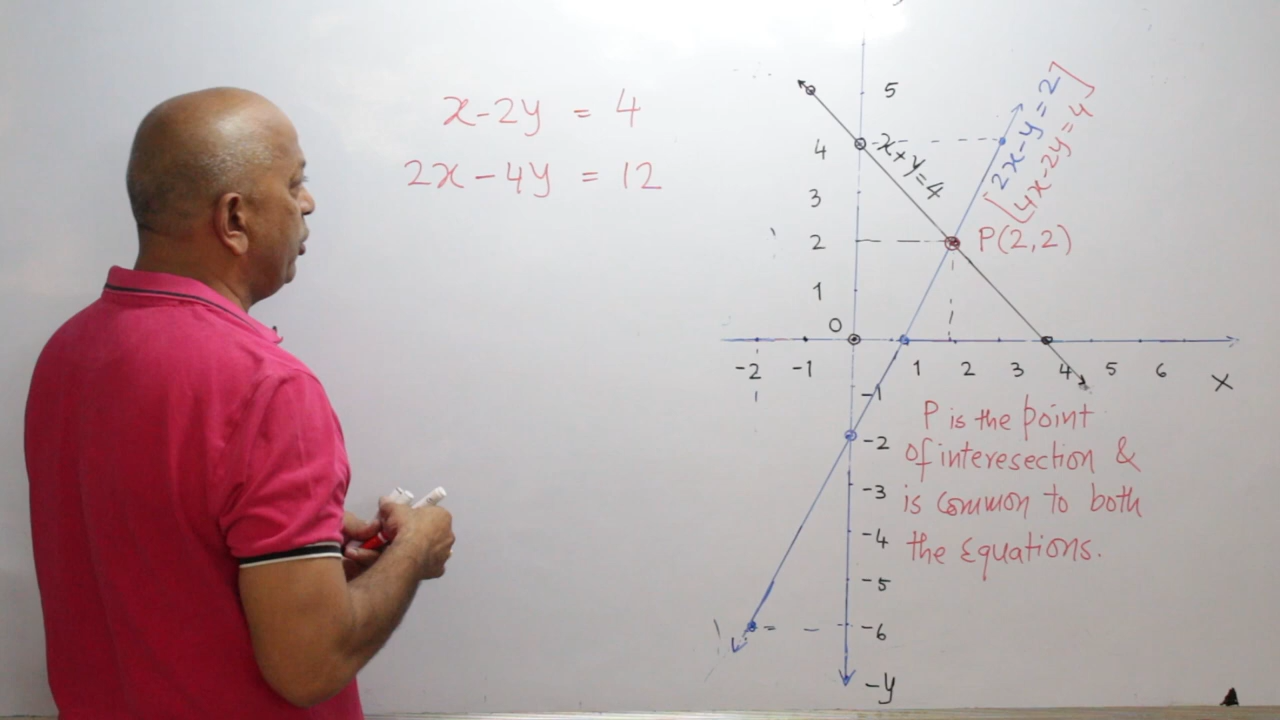 x-2y = 4
2x-4y = 12
5
4
3
2
1
0
x+y=4
[2x-y=2]
[4x-2y=4]
P(2,2)
-2 -1 1 2 3 4 5 6 X
-1
-2
-3
-4
-5
-6
-y
P is the point
of interesection &
is common to both
the Equations.